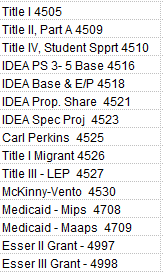 Title I 4505
Title II, Part A 4509
Title IV, Student Spprt 4510
IDEA PS 3- 5 Base 4516
IDEA Base & E/P 4518
IDEA Prop. Share  4521
IDEA Spec Proj  4523
Carl Perkins  4525
Title I Migrant 4526
Title III - LEP  4527
McKinny-Vento  4530
Medicaid - Mips  4708
Medicaid - Maaps  4709
Esser II Grant - 4997
Esser III Grant - 4998